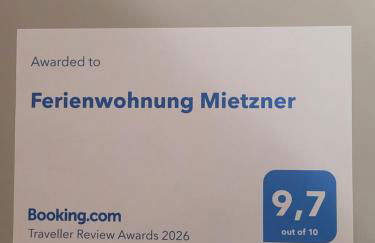 Awarded to
Ferienwohnung Mietzner
Booking.com
Traveller Review Awards 2026
9,7
out of 10